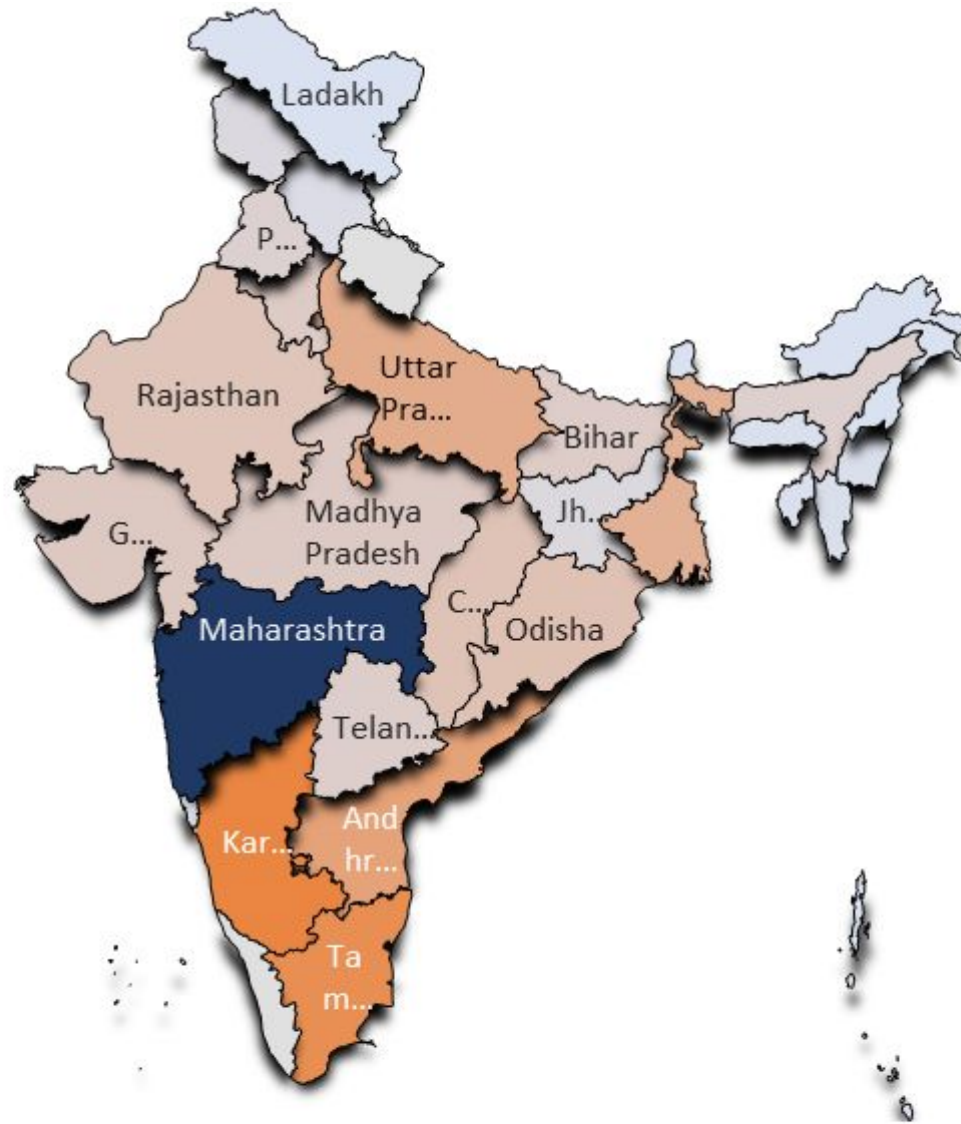 Ladakh
P...
Rajasthan
Uttar
Pra...
Bihar
G...
Madhya
Pradesh
Jh...
Maharashtra
C...
Odisha
Telan...
Kar...
And
hr...
Ta
m...